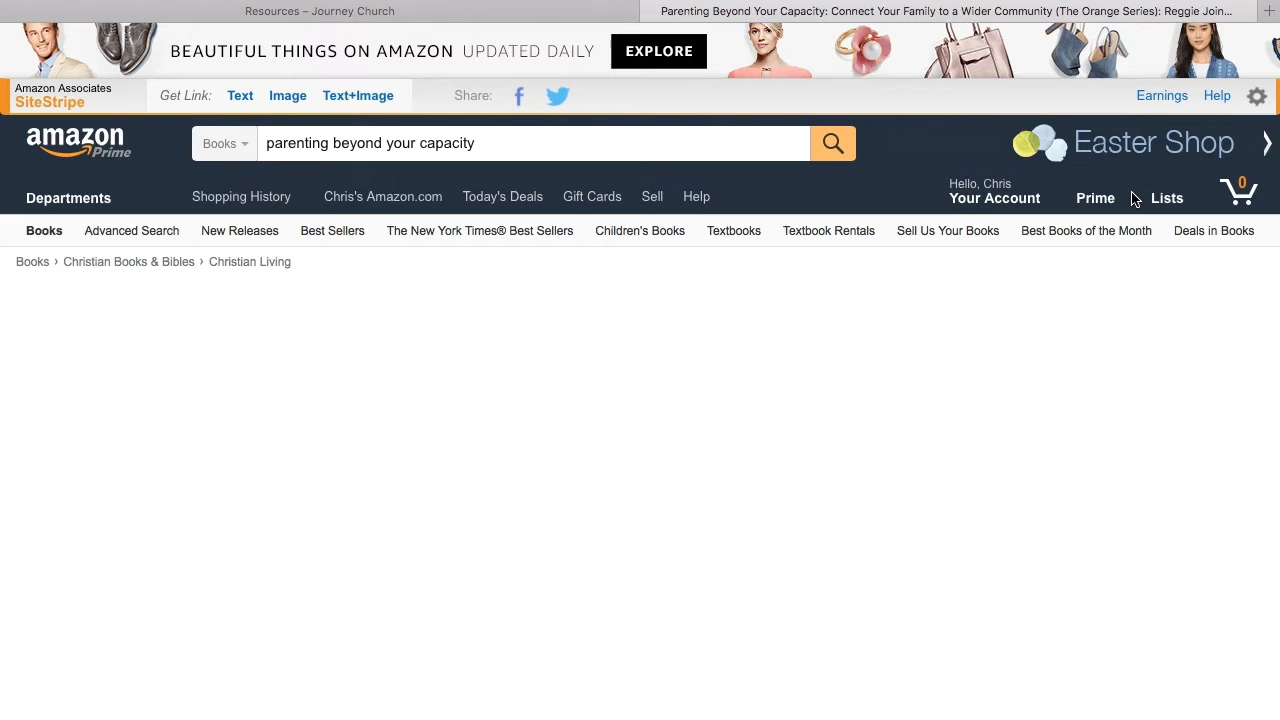 Resources – Journey Church
Parenting Beyond Your Capacity: Connect Your Family to a Wider Community (The Orange Series): Reggie Join...
BEAUTIFUL THINGS ON AMAZON UPDATED DAILY EXPLORE
Amazon Associates
SiteStripe
Get Link: Text Image Text+Image Share: Earnings Help
amazon Prime
Books parenting beyond your capacity
Easter Shop
Departments
Shopping History Chris's Amazon.com Today's Deals Gift Cards Sell Help
Hello, Chris
Your Account Prime Lists 0
Books Advanced Search New Releases Best Sellers The New York Times® Best Sellers Children's Books Textbooks Textbook Rentals Sell Us Your Books Best Books of the Month Deals in Books
Books › Christian Books & Bibles › Christian Living